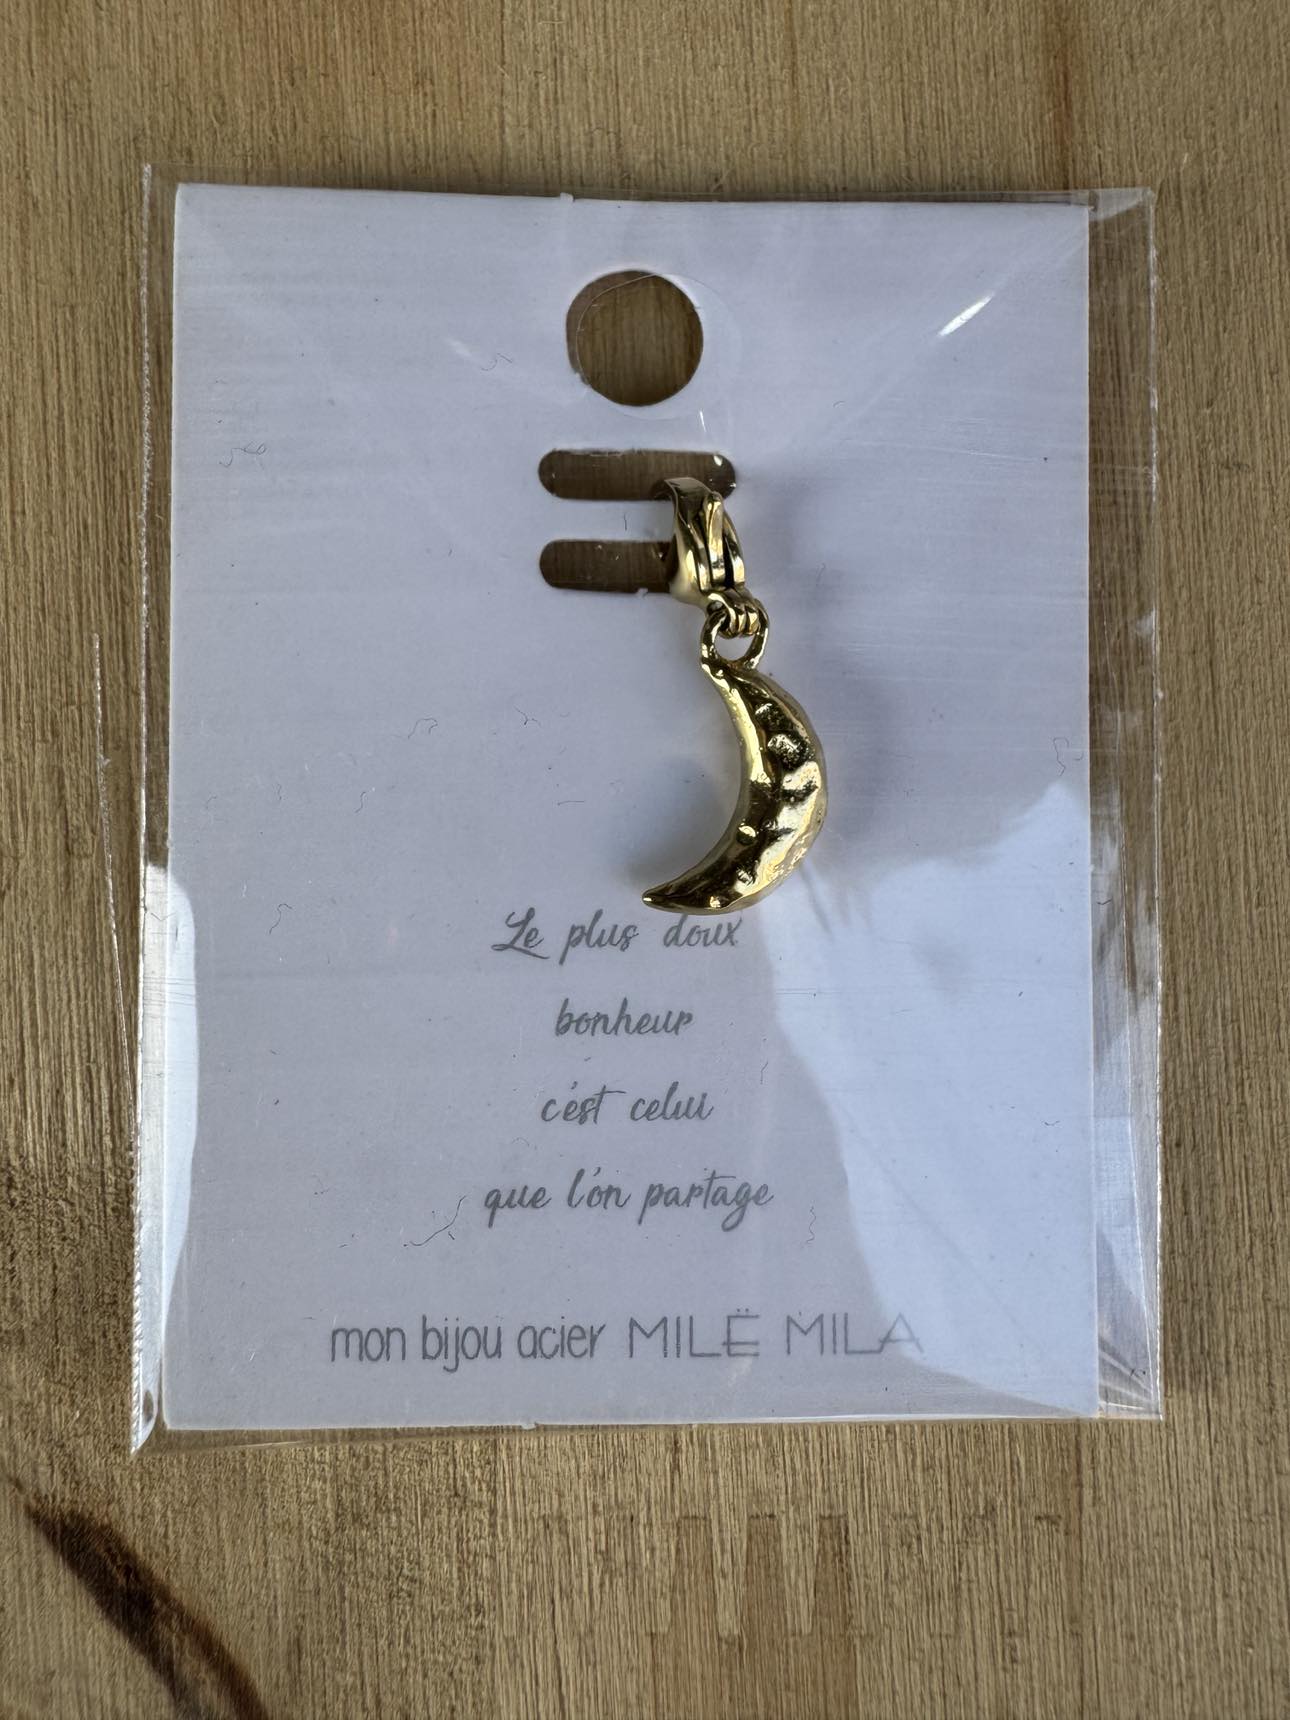 Le plus doux
bonheur
c'est celui
que l'on partage
mon bijou acier MILË MILA